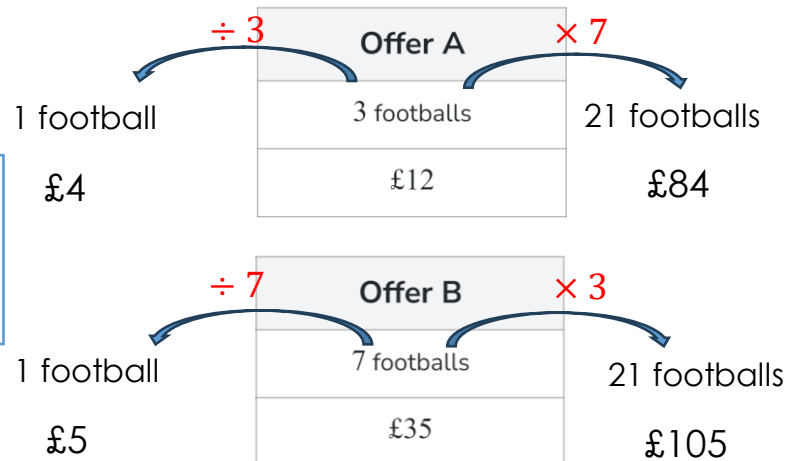 ÷ 3
Offer A
× 7
1 football
3 footballs
21 footballs
£4
£12
£84
÷ 7
Offer B
× 3
1 football
7 footballs
21 footballs
£5
£35
£105